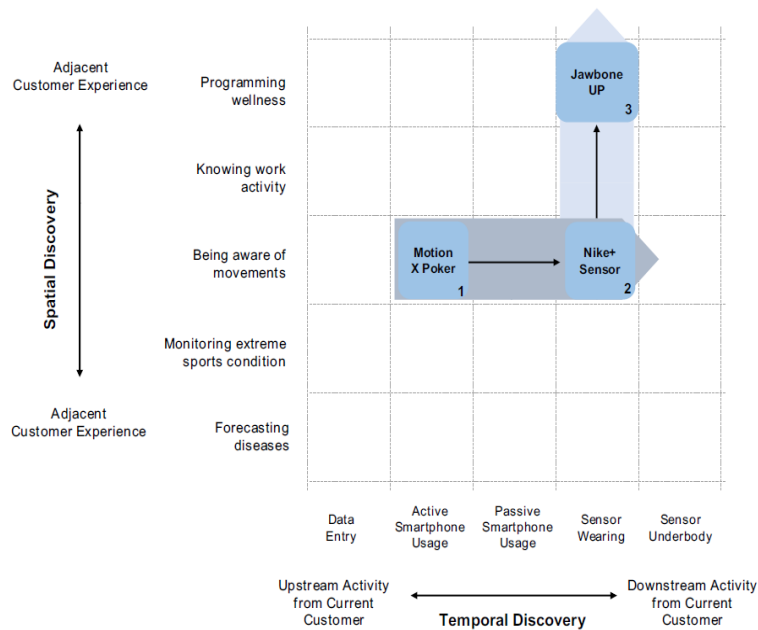 Adjacent
Customer Experience
Spatial Discovery
Adjacent
Customer Experience
Programming
wellness
Knowing work
activity
Being aware of
movements
Monitoring extreme
sports condition
Forecasting
diseases
Jawbone
UP
3
Motion
X Poker
1
Nike+
Sensor
2
Data
Entry
Active
Smartphone
Usage
Passive
Smartphone
Usage
Sensor
Wearing
Sensor
Underbody
Upstream Activity
from Current
Customer
Temporal Discovery
Downstream Activity
from Current
Customer